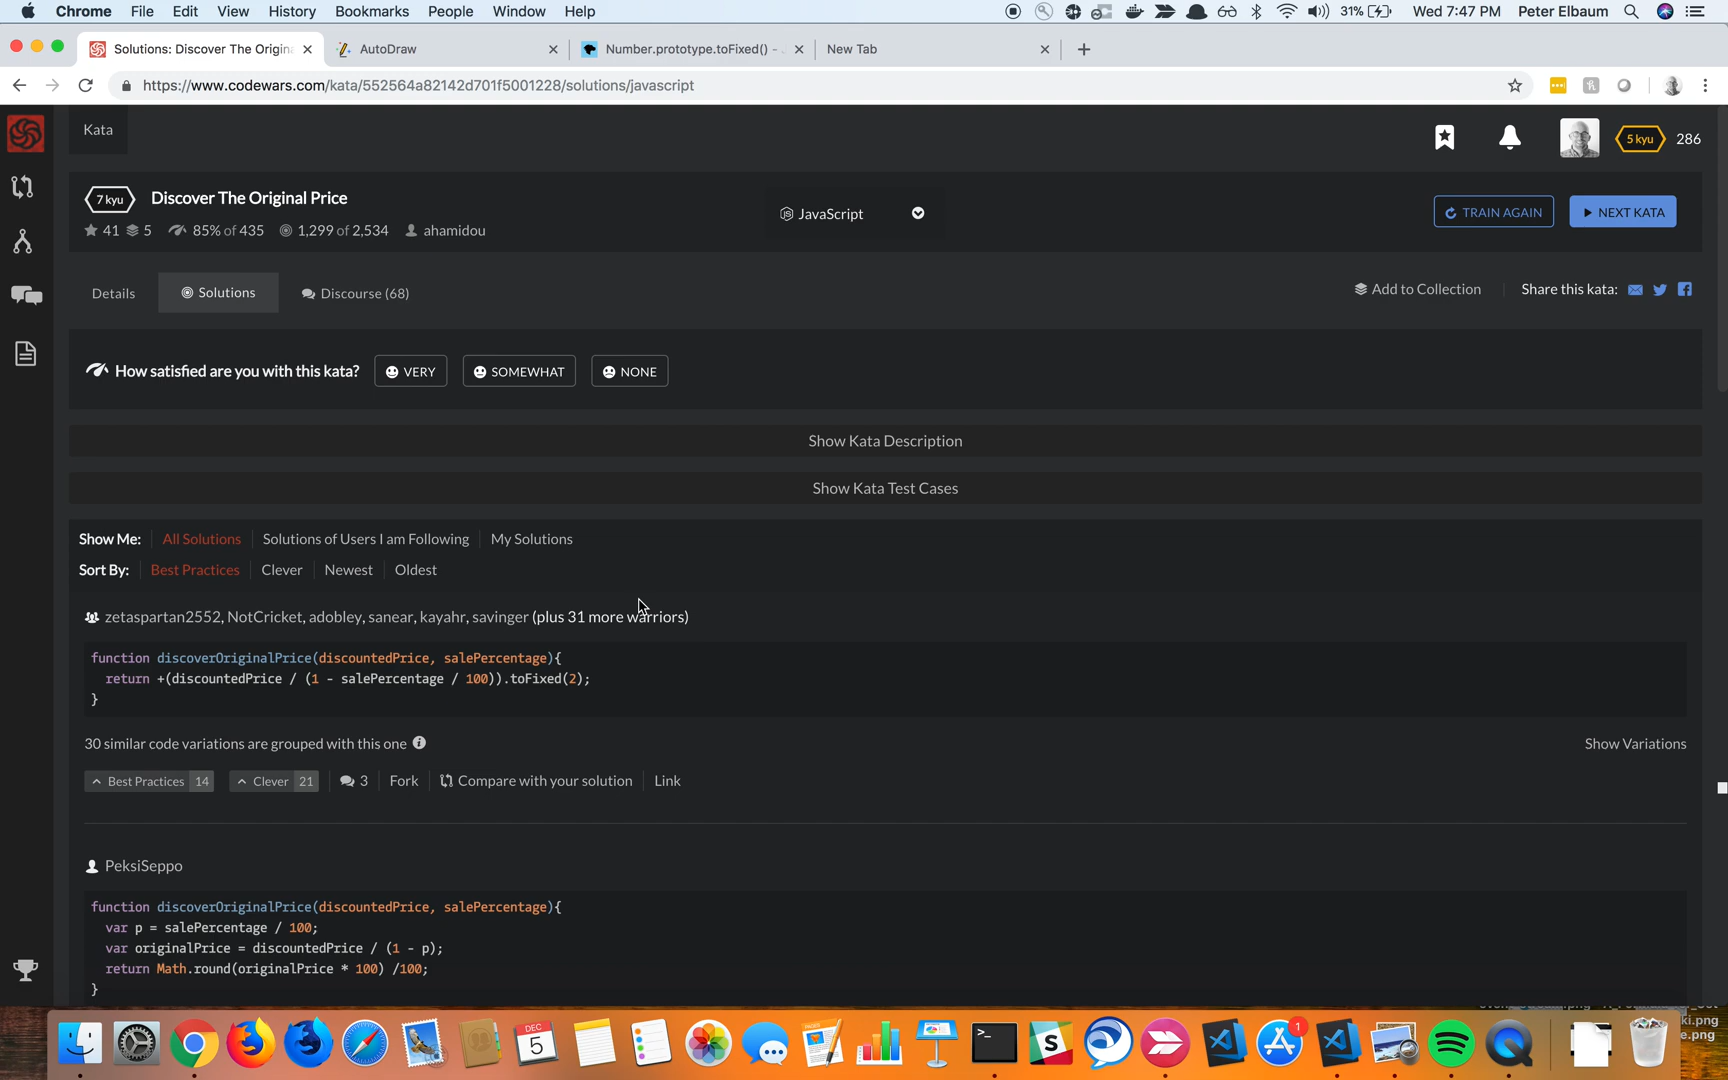 Chrome File Edit View History Bookmarks People Window Help 31% Wed 7:47 PM Peter Elbaum
Solutions: Discover The Origin AutoDraw Number.prototype.toFixed() - New Tab
https://www.codewars.com/kata/552564a82142d701f5001228/solutions/javascript
Kata
5 kyu 286
7 kyu Discover The Original Price
JavaScript
TRAIN AGAIN NEXT KATA
41 5 85% of 435 1,299 of 2,534 ahamidou
Details Solutions Discourse (68)
Add to Collection Share this kata:
How satisfied are you with this kata? VERY SOMEWHAT NONE
Show Kata Description
Show Kata Test Cases
Show Me: All Solutions Solutions of Users I am Following My Solutions
Sort By: Best Practices Clever Newest Oldest
zetaspartan2552, NotCricket, adobley, sanear, kayahr, savinger (plus 31 more warriors)
function discoverOriginalPrice(discountedPrice, salePercentage){
return +(discountedPrice / (1 - salePercentage / 100)).toFixed(2);
}
30 similar code variations are grouped with this one
Show Variations
Best Practices 14 Clever 21 3 Fork Compare with your solution Link
PeksiSeppo
function discoverOriginalPrice(discountedPrice, salePercentage){
var p = salePercentage / 100;
var originalPrice = discountedPrice / (1 - p);
return Math.round(originalPrice * 100) /100;
}
ki.png
e.png
DEC
5
PAGES
1
S